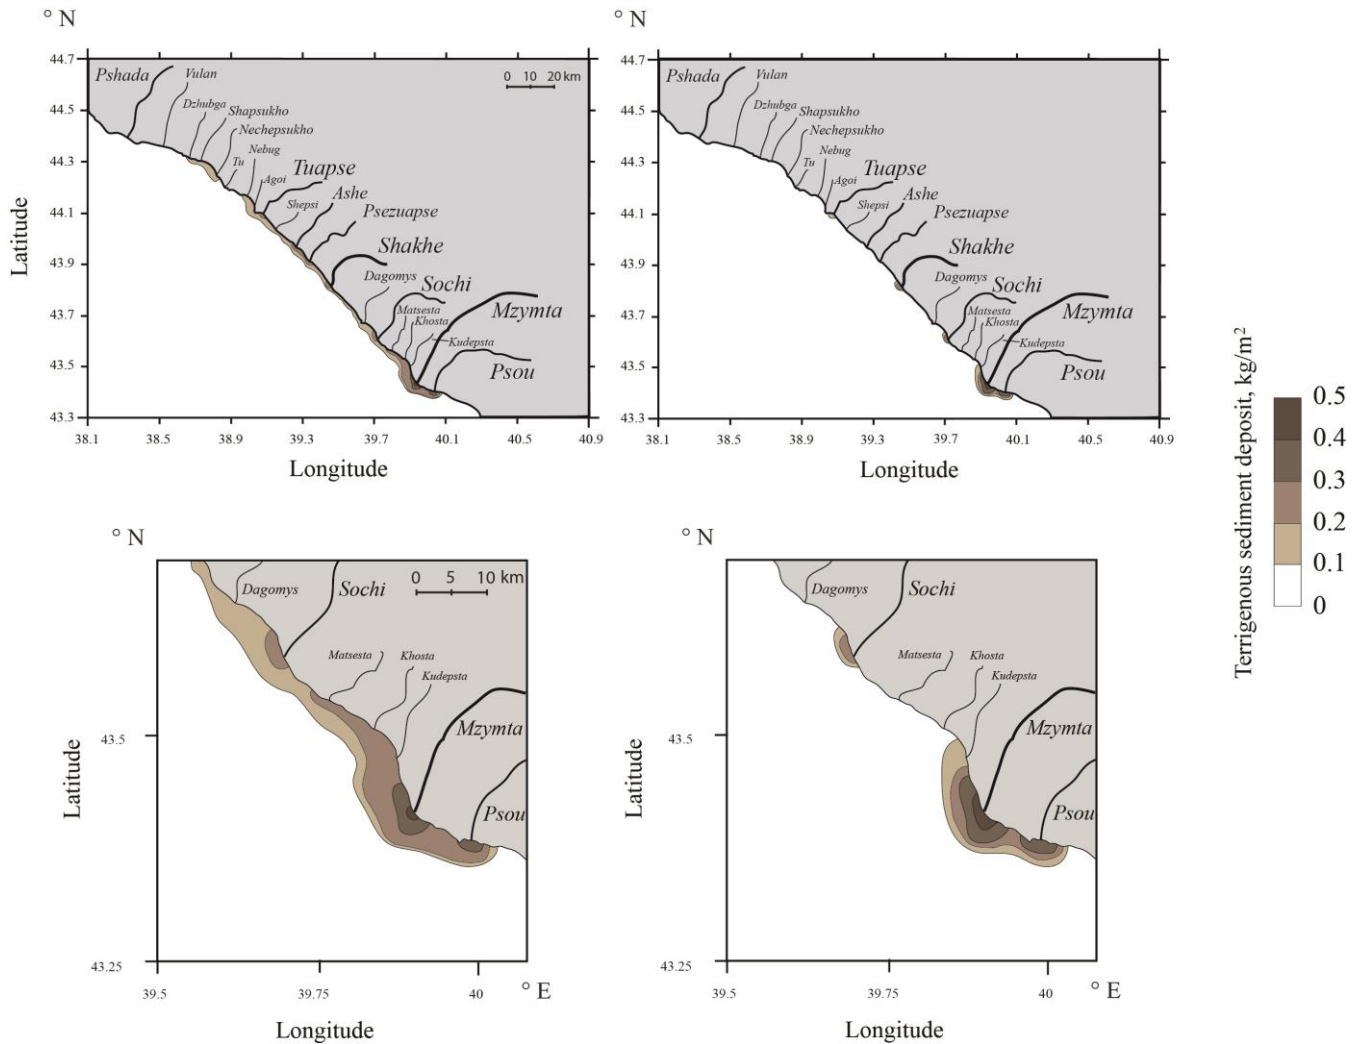 ° N
44.7
44.5
44.3
44.1
43.9
43.7
43.5
43.3
Latitude
Pshada
Vulan
Dzhubga
Shapsukho
Nechepsukho
Tu
Nebug
Agoi
Tuapse
Shepsi
Ashe
Psezuapse
Shakhe
Dagomys
Sochi
Matsesta
Khosta
Kudepsta
Mzymta
Psou
0 10 20 km
38.1 38.5 38.9 39.3 39.7 40.1 40.5 40.9
Longitude
° N
44.7
44.5
44.3
44.1
43.9
43.7
43.5
43.3
Pshada
Vulan
Dzhubga
Shapsukho
Nechepsukho
Tu
Nebug
Agoi
Tuapse
Shepsi
Ashe
Psezuapse
Shakhe
Dagomys
Sochi
Matsesta
Khosta
Kudepsta
Mzymta
Psou
38.1 38.5 38.9 39.3 39.7 40.1 40.5 40.9
Longitude
Terrigenous sediment deposit, kg/m²
0.5
0.4
0.3
0.2
0.1
0
° N
Dagomys
Sochi
0 5 10 km
Matsesta
Khosta
Kudepsta
Mzymta
Psou
43.5
43.25
Latitude
39.5 39.75 40 ° E
Longitude
° N
Dagomys
Sochi
Matsesta
Khosta
Kudepsta
Mzymta
Psou
43.5
43.25
Latitude
39.5 39.75 40 ° E
Longitude